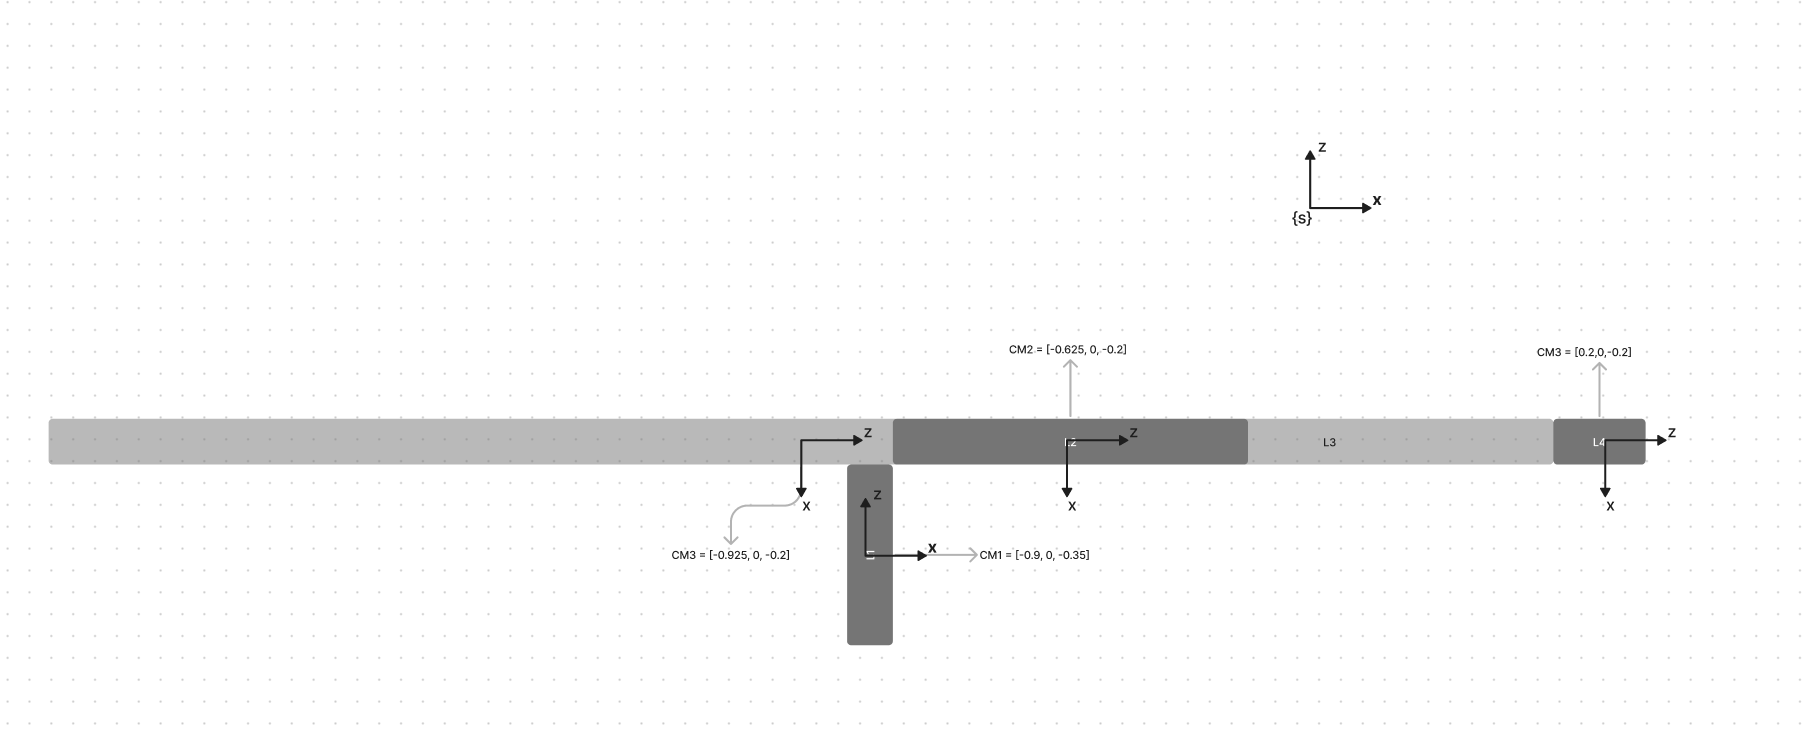 Z
X
{s}
CM2 = [-0.625, 0, -0.2]
CM3 = [0.2,0,-0.2]
Z
L2
Z
L3
L4
Z
X
Z
X
X
X
L1
CM3 = [-0.925, 0, -0.2]
CM1 = [-0.9, 0, -0.35]